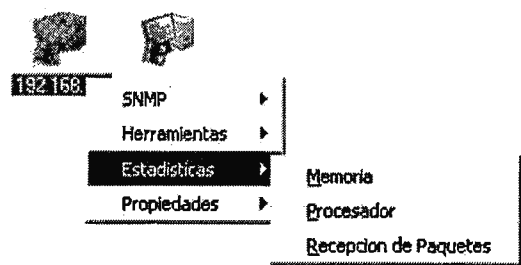 192.168.
SNMP
Herramientas
Estadisticas
Propiedades
Memoria
Procesador
Recepcion de Paquetes